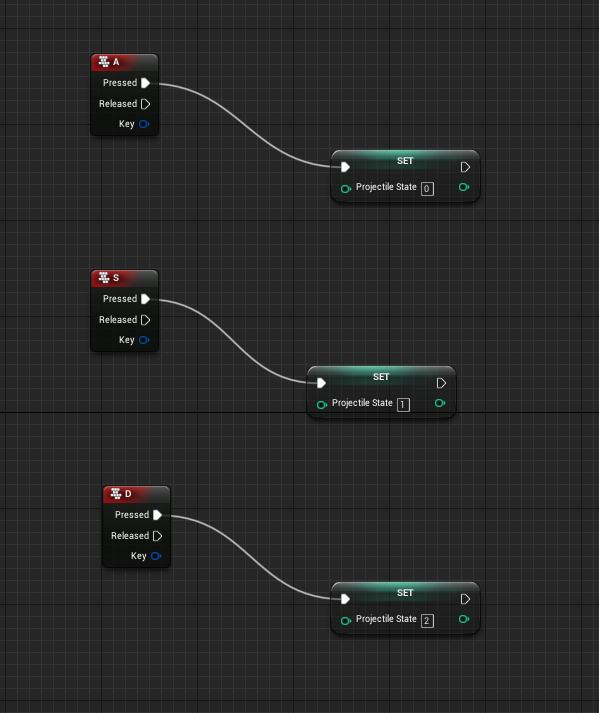 A
Pressed
Released
Key
SET
Projectile State 0
S
Pressed
Released
Key
SET
Projectile State 1
D
Pressed
Released
Key
SET
Projectile State 2